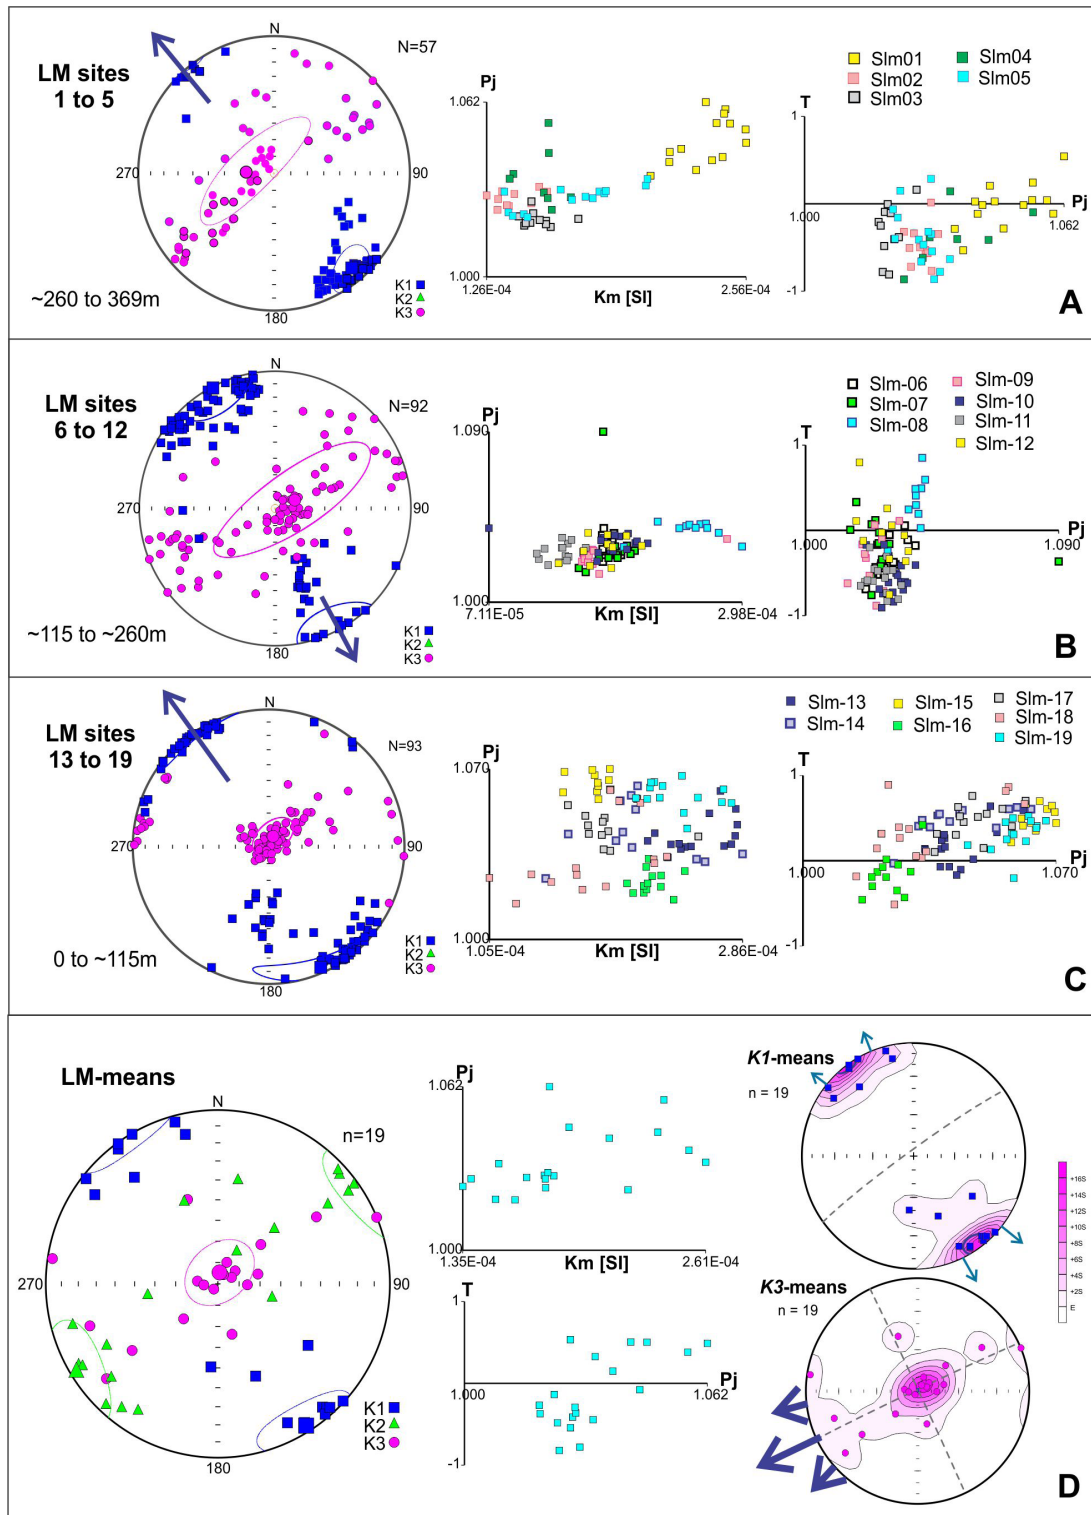 LM sites
1 to 5
N
N=57
270
90
180
~260 to 369m
K1
K2
K3
Pj
1.062
1.000
1.26E-04
Km [SI]
2.56E-04
Slm01
Slm02
Slm03
Slm04
Slm05
T
1
1.000
Pj
1.062
-1
A
LM sites
6 to 12
N
N=92
270
90
180
~115 to ~260m
K1
K2
K3
Pj
1.090
1.000
7.11E-05
Km [SI]
2.98E-04
Slm-06
Slm-07
Slm-08
Slm-09
Slm-10
Slm-11
Slm-12
T
1
1.000
Pj
1.090
-1
B
LM sites
13 to 19
N
N=93
270
90
180
0 to ~115m
K1
K2
K3
Pj
1.070
1.000
1.05E-04
Km [SI]
2.86E-04
Slm-13
Slm-14
Slm-15
Slm-16
Slm-17
Slm-18
Slm-19
T
1
1.000
Pj
1.070
-1
C
LM-means
N
n=19
270
90
180
K1
K2
K3
Pj
1.062
1.000
1.35E-04
Km [SI]
2.61E-04
T
1
1.000
Pj
1.062
-1
K1-means
n = 19
K3-means
n = 19
+16S
+14S
+12S
+10S
+8S
+6S
+4S
+2S
E
D